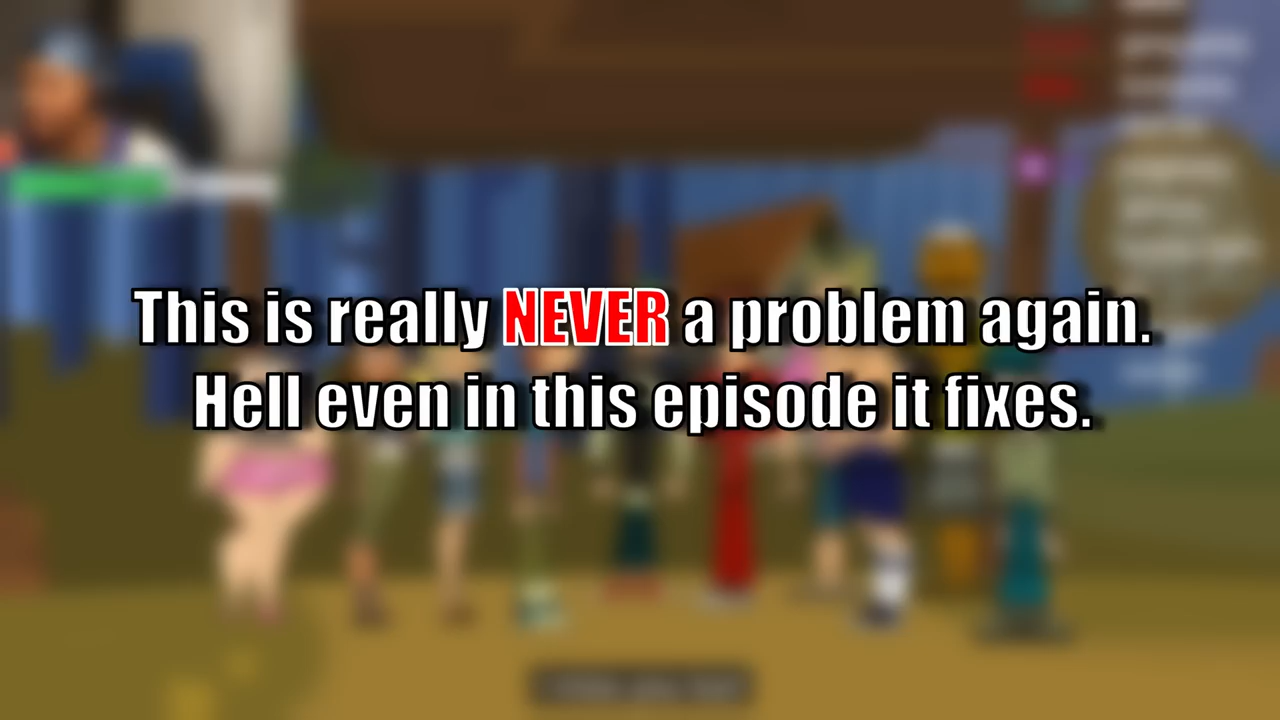 This is really NEVER a problem again.
Hell even in this episode it fixes.